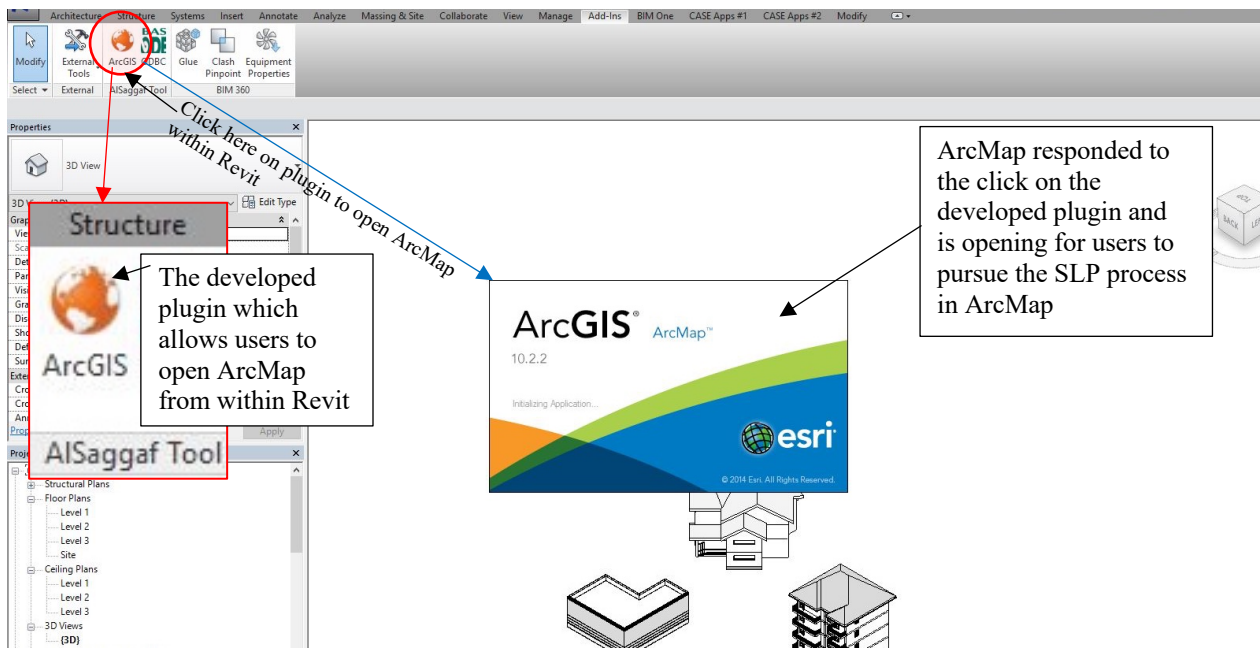 Architecture Structure Systems Insert Annotate Analyze Massing & Site Collaborate View Manage Add-Ins BIM One CASE Apps #1 CASE Apps #2 Modify
Modify
External
Tools
ArcGIS
ODBC
Glue
Clash
Pinpoint
Equipment
Properties
Select
External
AlSaggaf Tool
BIM 360
Properties
3D View
Edit Type
Click here on plugin to open ArcMap
within Revit
Structure
ArcGIS
AlSaggaf Tool
The developed
plugin which
allows users to
open ArcMap
from within Revit
Apply
ArcMap responded to
the click on the
developed plugin and
is opening for users to
pursue the SLP process
in ArcMap
BACK
ArcGIS® ArcMap™
10.2.2
Initializing Application...
esri
© 2014 Esri. All Rights Reserved.
Structural Plans
Floor Plans
Level 1
Level 2
Level 3
Site
Ceiling Plans
Level 1
Level 2
Level 3
3D Views
{3D}